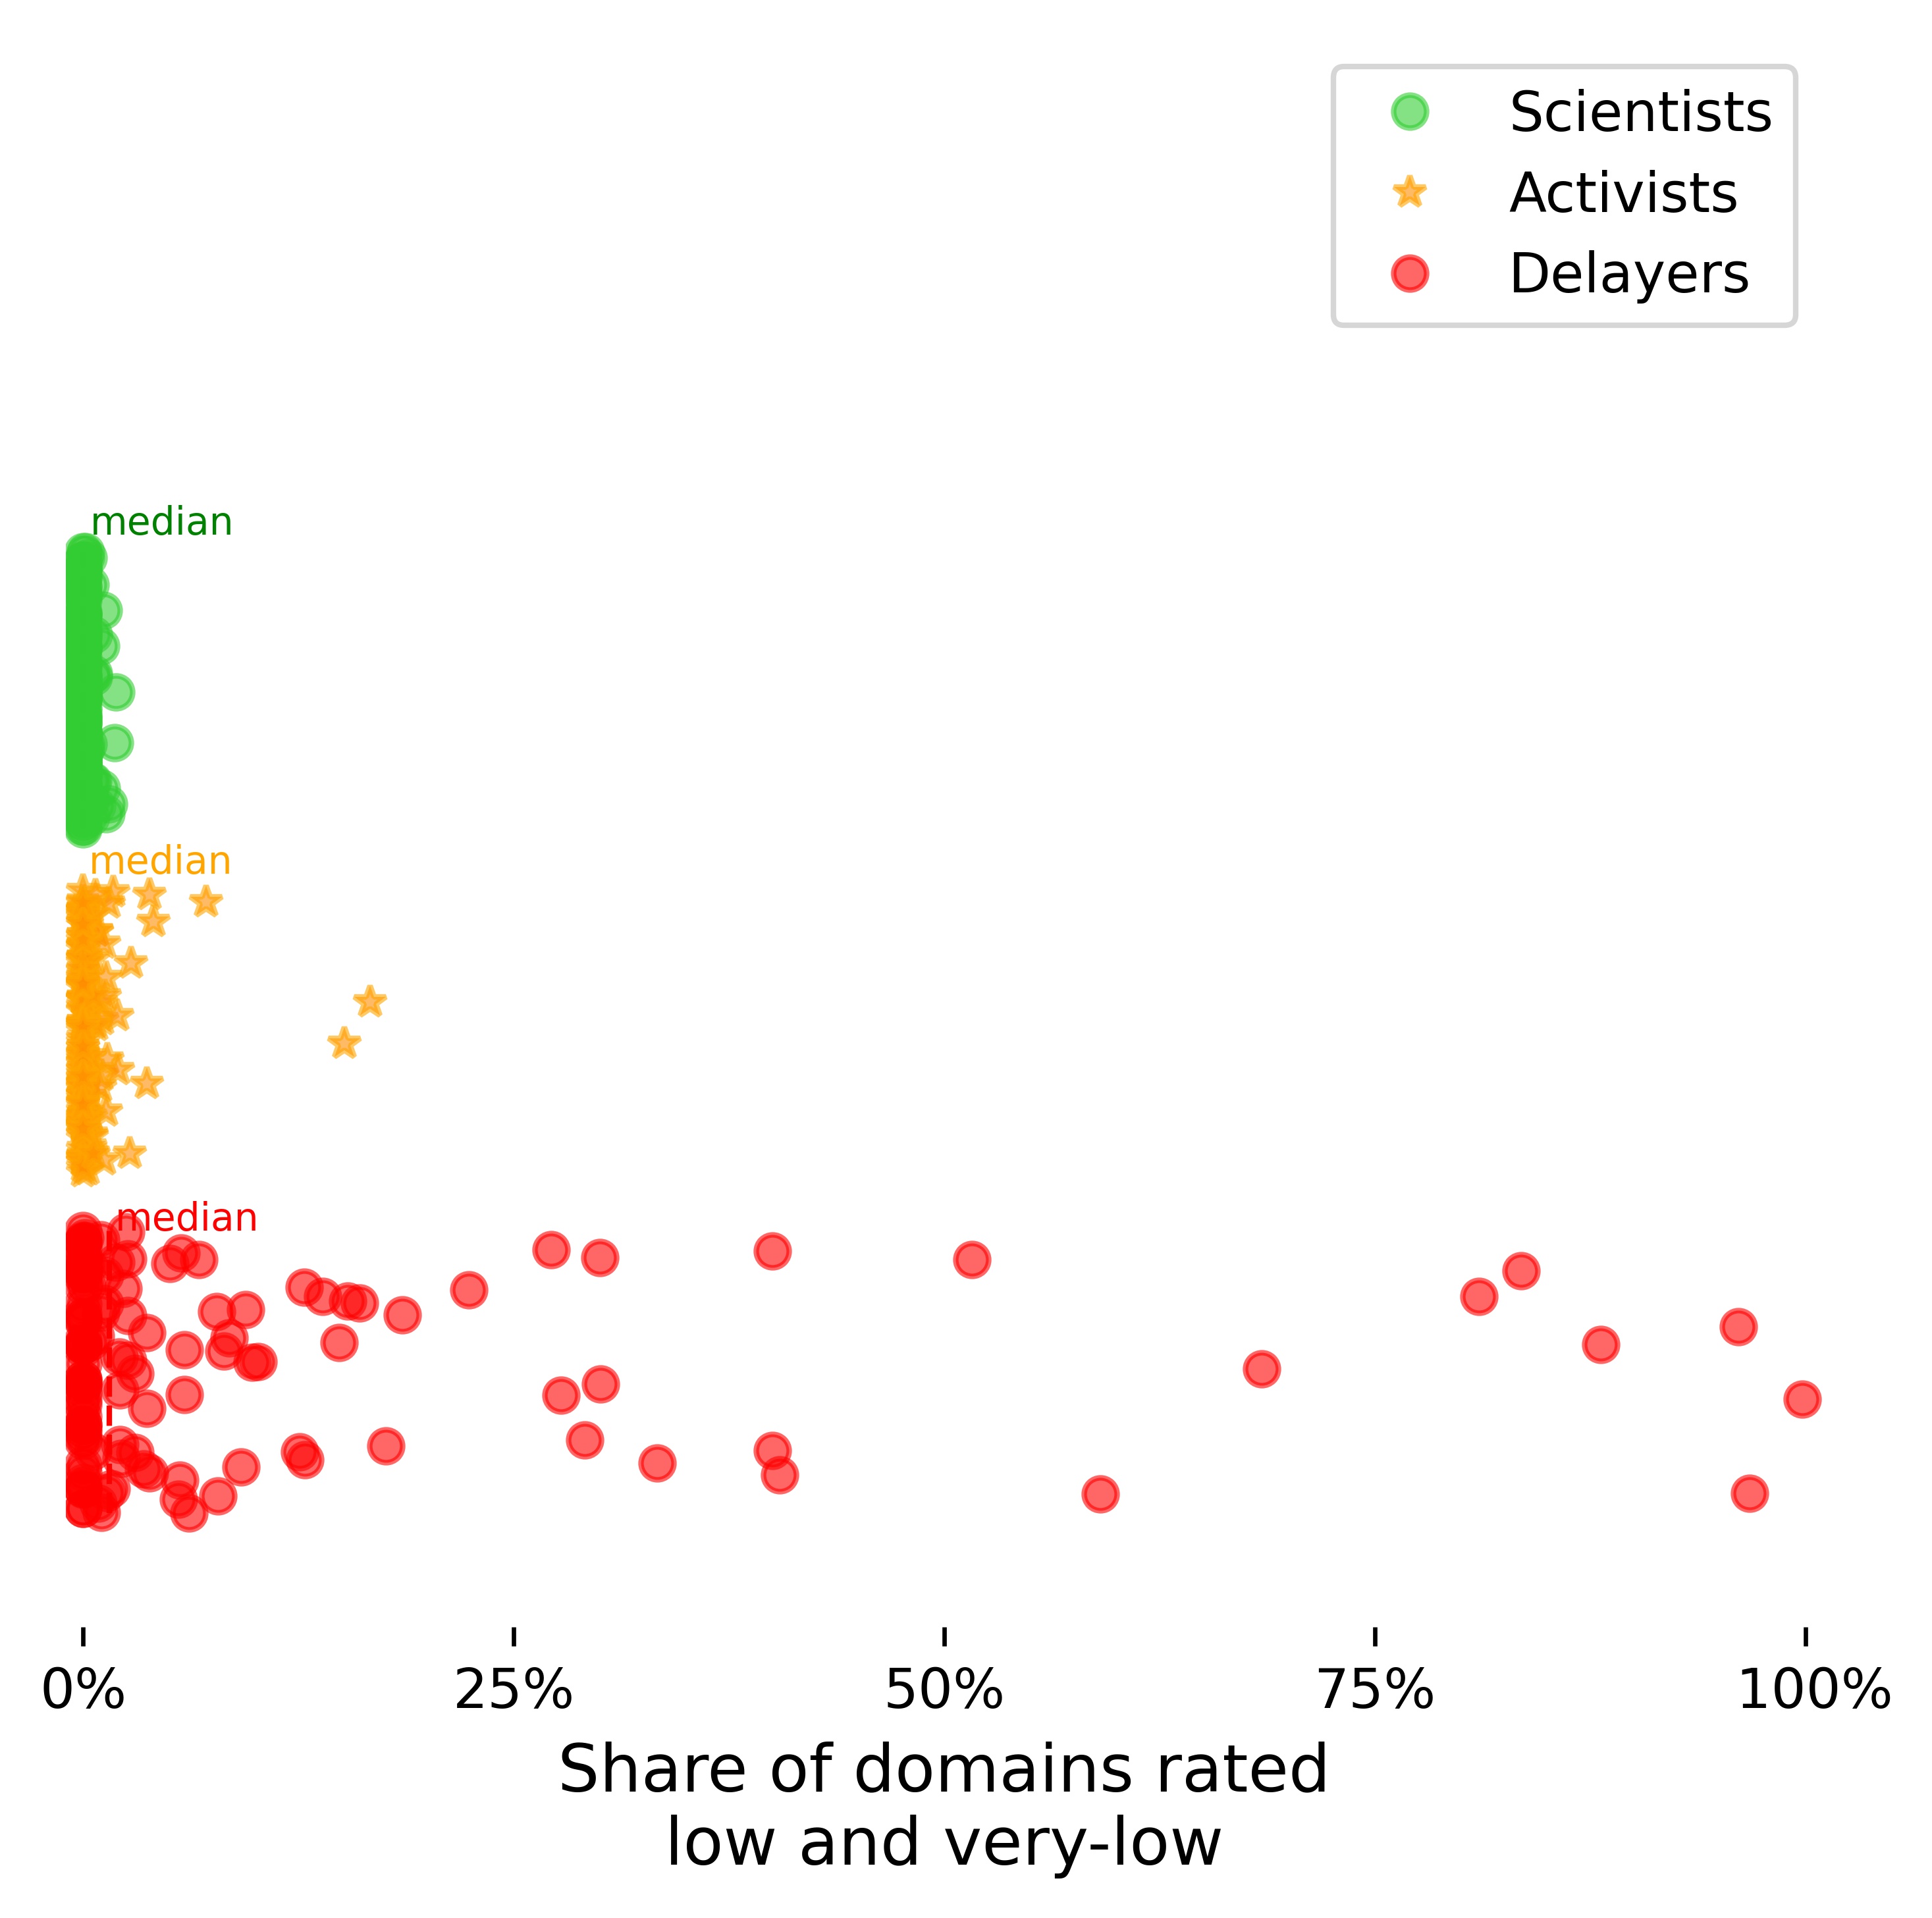 Scientists
Activists
Delayers
median
median
median
0%
25%
50%
75%
100%
Share of domains rated
low and very-low